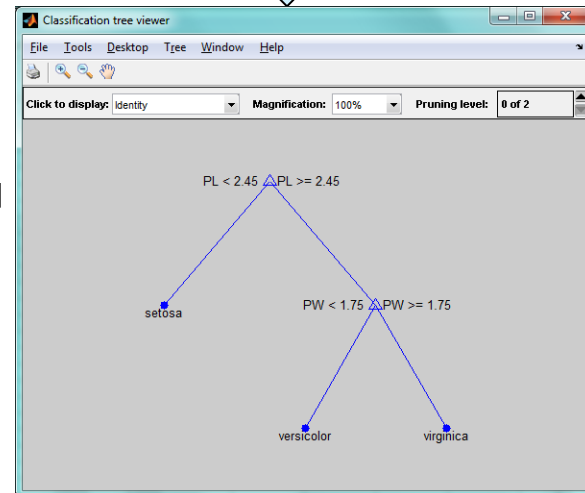 Classification tree viewer
File Tools Desktop Tree Window Help
Click to display: Identity Magnification: 100% Pruning level: 0 of 2
PL < 2.45 PL >= 2.45
setosa
PW < 1.75 PW >= 1.75
versicolor virginica